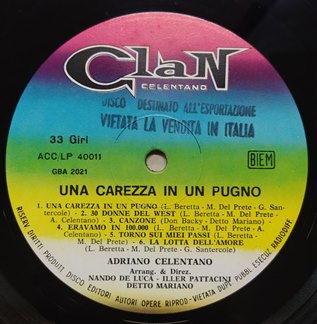 Clan
CELENTANO
DISCO DESTINATO ALL'ESPORTAZIONE
VIETATA LA VENDITA IN ITALIA
33 Giri
ACC/LP 40011
GBA 2021
BIEM
UNA CAREZZA IN UN PUGNO
1. UNA CAREZZA IN UN PUGNO (L. Beretta - M. Del Prete - G. San-
tercole) - 2. 30 DONNE DEL WEST (L. Beretta - M. Del Prete - A.
Celentano) - 3. CANZONE (Don Backy - Detto Mariano)
4. ERAVAMO IN 100.000 (L. Beretta - M. Del Prete - A. Celen-
tano) - 5. TORNO SUI MIEI PASSI (L. Beretta
- M. Del Prete) - 6. LA LOTTA DELL'AMORE
(L. Beretta - M. Del Prete - G. Santercole)
ADRIANO CELENTANO
Arrang. & Direz.
NANDO DE LUCA - ILLER PATTACINI
DETTO MARIANO
RISERV. DIRITTI PRODUT. DISCO EDITORI AUTORI OPERE RIPROD - VIETATA DUPL. PUBBL. ESECUZ. RADIODIFF.